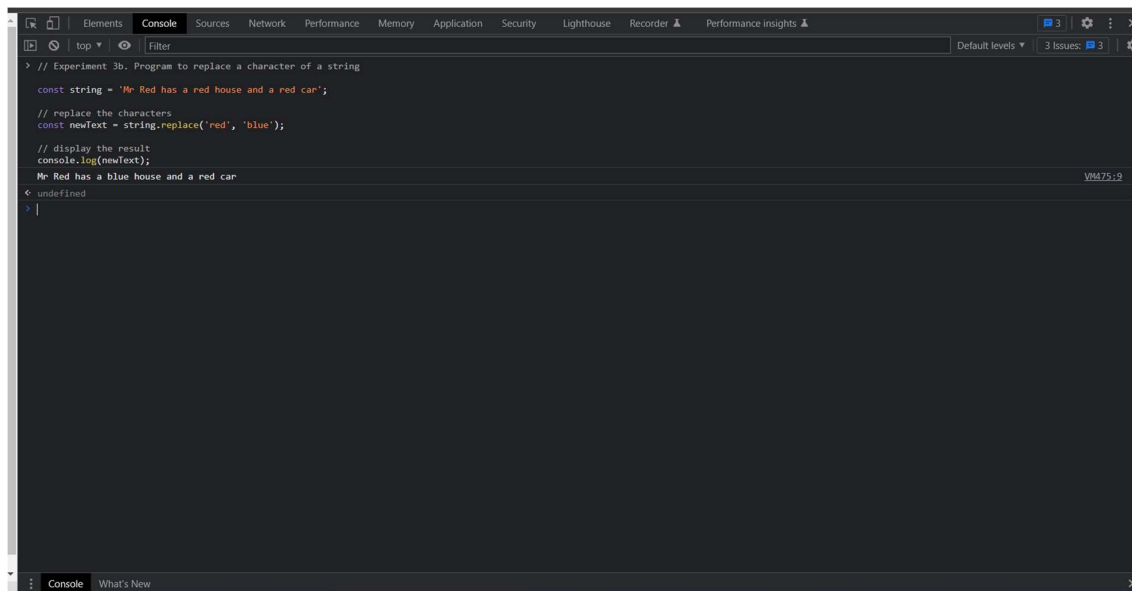 Elements Console Sources Network Performance Memory Application Security Lighthouse Recorder Performance insights 3
top Filter Default levels 3 Issues: 3
> // Experiment 3b. Program to replace a character of a string
const string = 'Mr Red has a red house and a red car';
// replace the characters
const newText = string.replace('red', 'blue');
// display the result
console.log(newText);
Mr Red has a blue house and a red car VM475:9
undefined
>
Console What's New